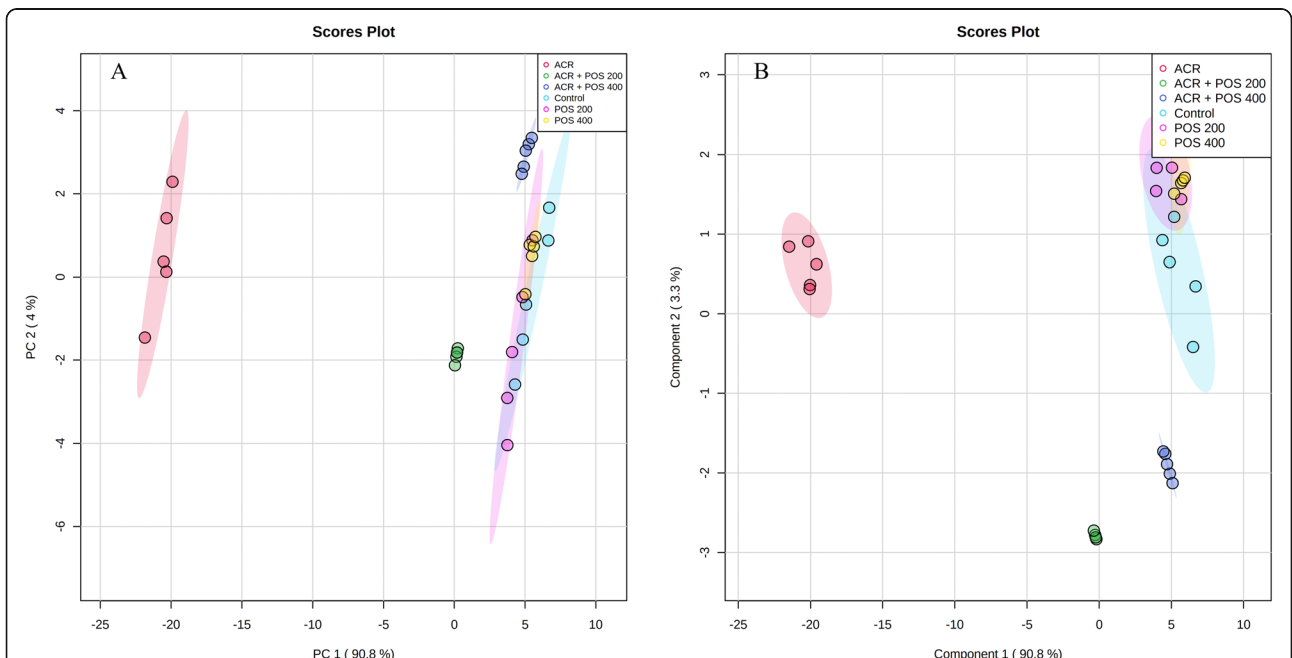 Scores Plot
A
ACR
ACR + POS 200
ACR + POS 400
Control
POS 200
POS 400
4
2
0
-2
-4
-6
PC 2 ( 4 %)
-25 -20 -15 -10 -5 0 5 10
PC 1 ( 90.8 %)
Scores Plot
B
ACR
ACR + POS 200
ACR + POS 400
Control
POS 200
POS 400
3
2
1
0
-1
-2
-3
Component 2 ( 3.3 %)
-25 -20 -15 -10 -5 0 5 10
Component 1 ( 90.8 %)